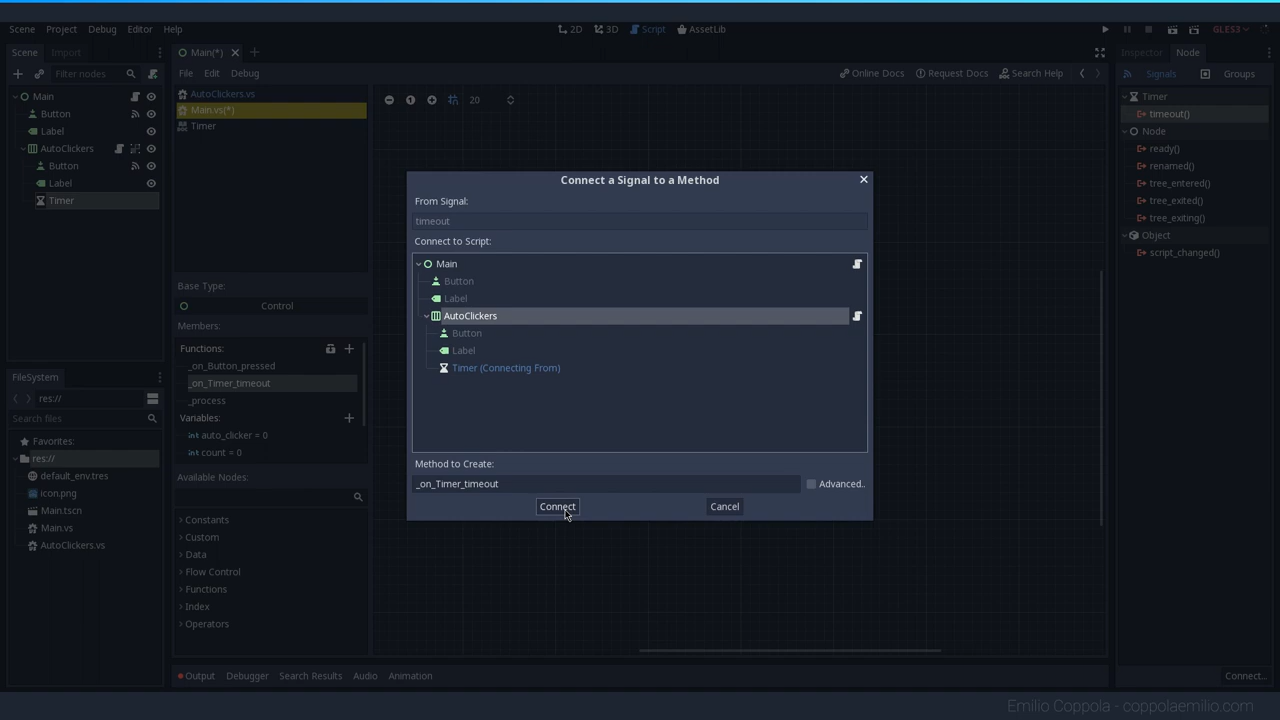 Scene Project Debug Editor Help
2D 3D Script AssetLib
GLES3
Scene Import
Filter nodes
Main
Button
Label
AutoClickers
Button
Label
Timer
FileSystem
res://
Search files
Favorites:
res://
default_env.tres
icon.png
Main.tscn
Main.vs
AutoClickers.vs
Main(*)
File Edit Debug
Online Docs Request Docs Search Help
AutoClickers.vs
Main.vs(*)
Timer
20
Base Type:
Control
Members:
Functions:
_on_Button_pressed
_on_Timer_timeout
_process
Variables:
int auto_clicker = 0
int count = 0
Available Nodes:
Constants
Custom
Data
Flow Control
Functions
Index
Operators
Connect a Signal to a Method
From Signal:
timeout
Connect to Script:
Main
Button
Label
AutoClickers
Button
Label
Timer (Connecting From)
Method to Create:
_on_Timer_timeout
Advanced..
Connect Cancel
Inspector Node
Signals Groups
Timer
timeout()
Node
ready()
renamed()
tree_entered()
tree_exited()
tree_exiting()
Object
script_changed()
Connect...
Output Debugger Search Results Audio Animation
Emilio Coppola - coppolaemilio.com